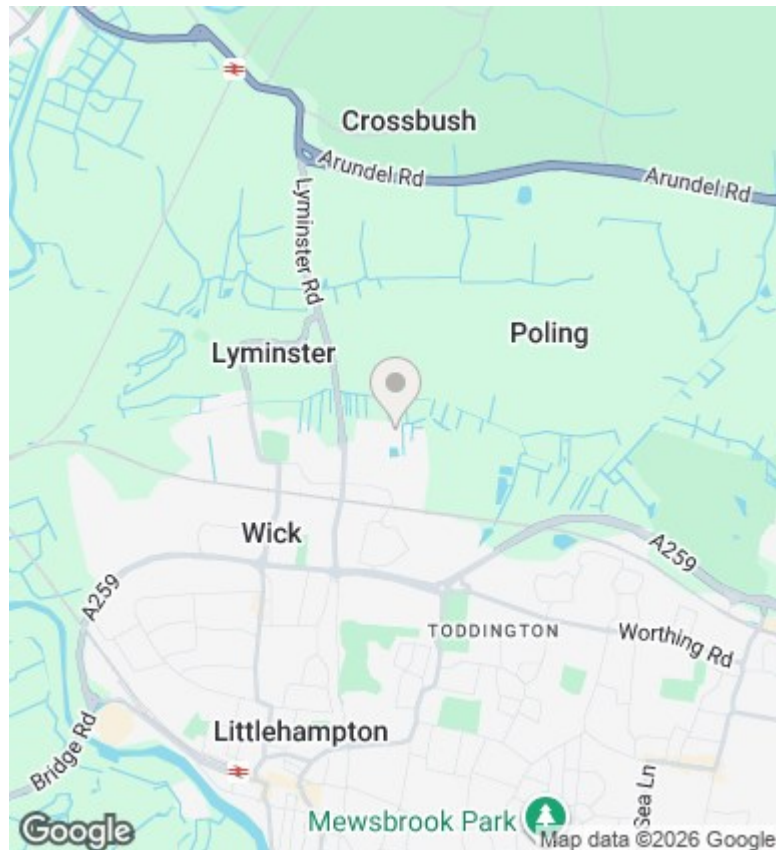 Crossbush
Arundel Rd
Arundel Rd
Lyminster Rd
Poling
Lyminster
Wick
A259
A259
TODDINGTON
Worthing Rd
Littlehampton
Bridge Rd
Sea Ln
Mewsbrook Park
Google
Map data ©2026 Google